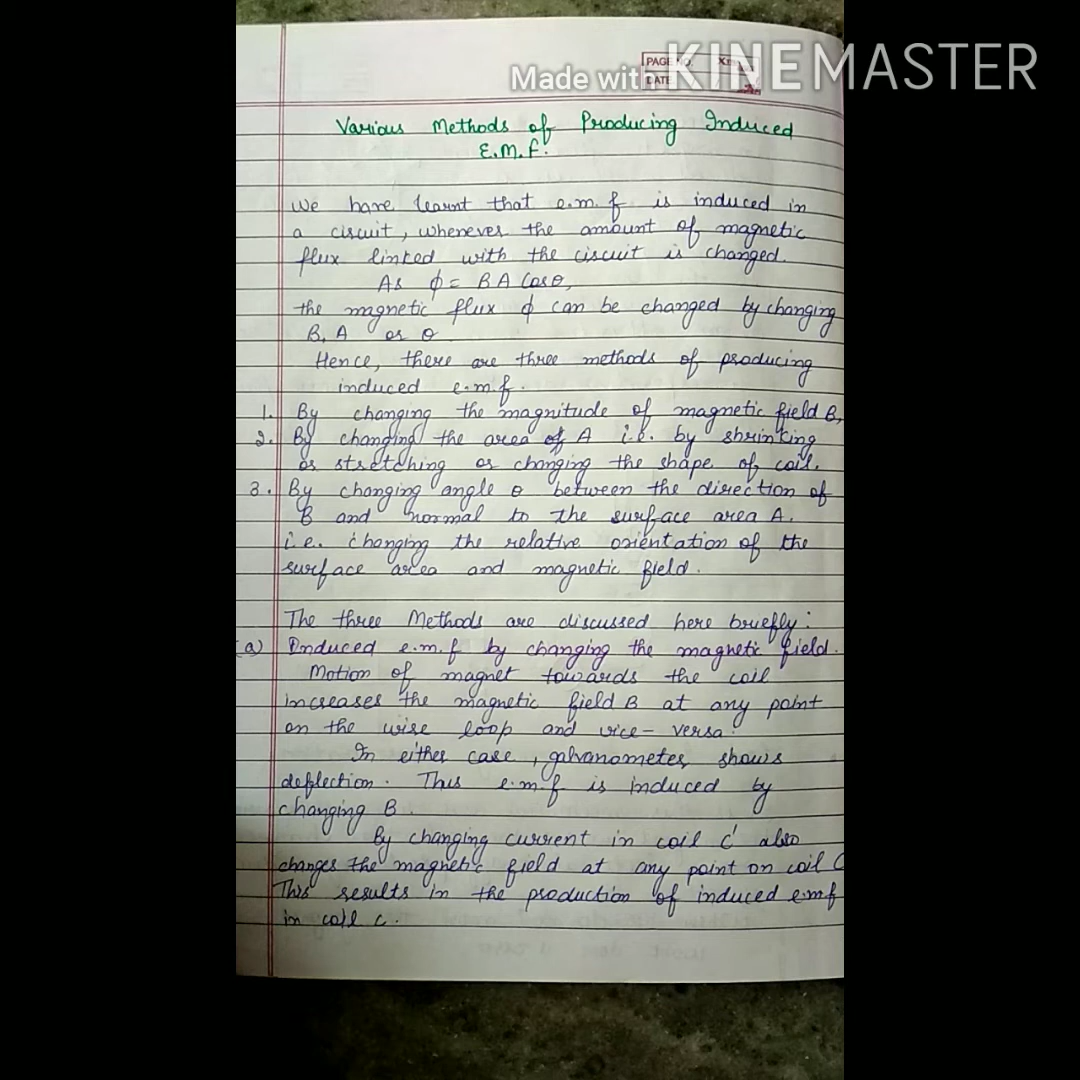 Made with KINEMASTER
PAGE NO.
DATE
Various Methods of Producing Induced
E.M.f.
We have learnt that e.m.f is induced in
a circuit, whenever the amount of magnetic
flux linked with the circuit is changed.
As ϕ = BA Cosθ,
the magnetic flux ϕ can be changed by changing
B, A or θ
Hence, there are three methods of producing
induced e.m.f.
1. By changing the magnitude of magnetic field B,
2. By changing the area of A i.e. by shrinking
or stretching or changing the shape of coil.
3. By changing angle θ between the direction of
B and normal to the surface area A.
i.e. changing the relative orientation of the
surface area and magnetic field.
The three Methods are discussed here bruefly:
(a) Induced e.m.f by changing the magnetic field.
Motion of magnet towards the coil
increases the magnetic field B at any point
on the wire loop and vice-versa.
In either case, galvanometer shows
deflection. This e.m.f is induced by
changing B.
By changing current in coil C' also
changes the magnetic field at any point on coil C
This results in the production of induced e.m.f
in coil C.